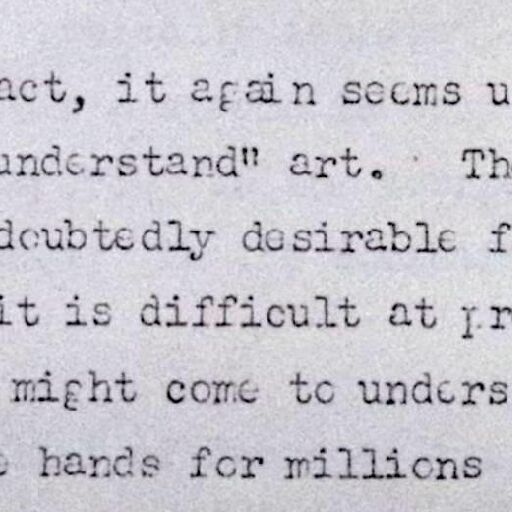 act, it again seems u
understand" art. Th
doubtedly desirable f
it is difficult at pr
might come to unders
hands for millions